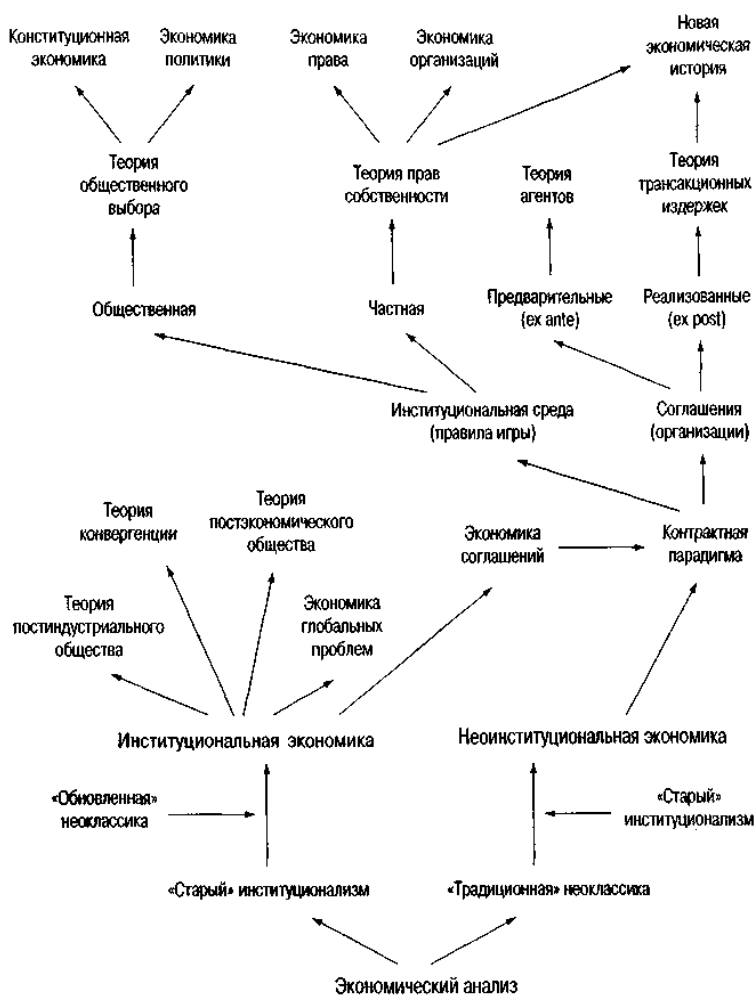 Конституционная
экономика
Экономика
политики
Экономика
права
Экономика
организаций
Новая
экономическая
история
Теория
общественного
выбора
Теория прав
собственности
Теория
агентов
Теория
трансакционных
издержек
Общественная
Частная
Предварительные
(ex ante)
Реализованные
(ex post)
Институциональная среда
(правила игры)
Соглашения
(организации)
Теория
конвергенции
Теория
постэкономического
общества
Экономика
соглашений
Контрактная
парадигма
Теория
постиндустриального
общества
Экономика
глобальных
проблем
Институциональная экономика
Неоинституциональная экономика
«Обновленная»
неоклассика
«Старый»
институционализм
«Старый» институционализм
«Традиционная» неоклассика
Экономический анализ